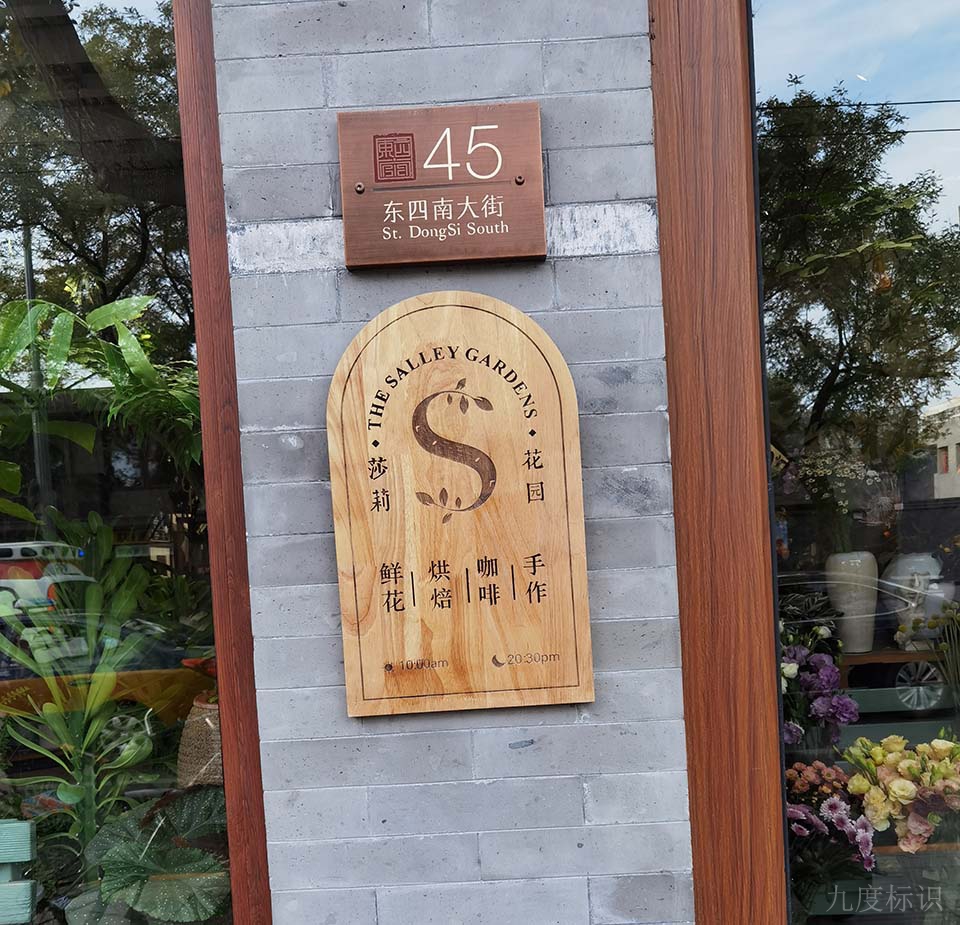 45
东四南大街
St. DongSi South
THE SALLEY GARDENS
莎莉
花园
S
鲜花|烘焙|咖啡|手作
10:00am
20:30pm
九度标识